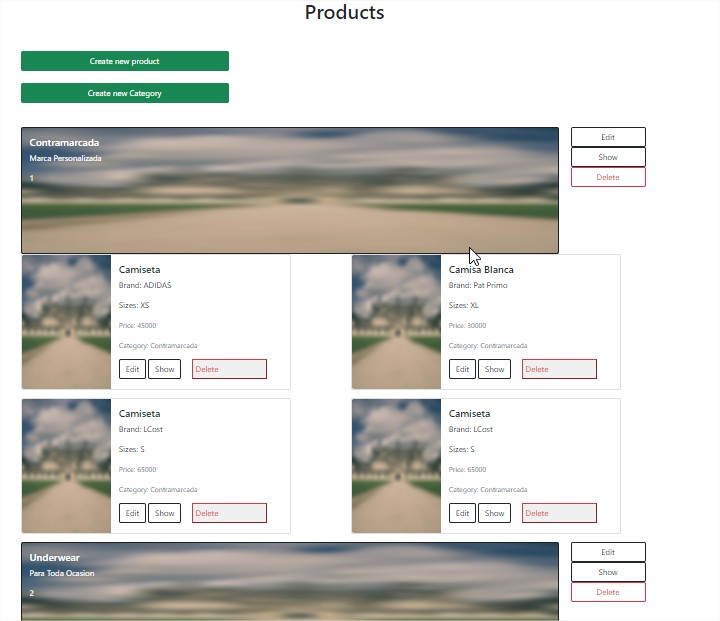 Products
Create new product
Create new Category
Contramarcada
Marca Personalizada
1
Edit
Show
Delete
Camiseta
Brand: ADIDAS
Sizes: XS
Price: 45000
Category: Contramarcada
Edit Show Delete
Camisa Blanca
Brand: Pat Primo
Sizes: XL
Price: 30000
Category: Contramarcada
Edit Show Delete
Camiseta
Brand: LCost
Sizes: S
Price: 65000
Category: Contramarcada
Edit Show Delete
Camiseta
Brand: LCost
Sizes: S
Price: 65000
Category: Contramarcada
Edit Show Delete
Underwear
Para Toda Ocasion
2
Edit
Show
Delete